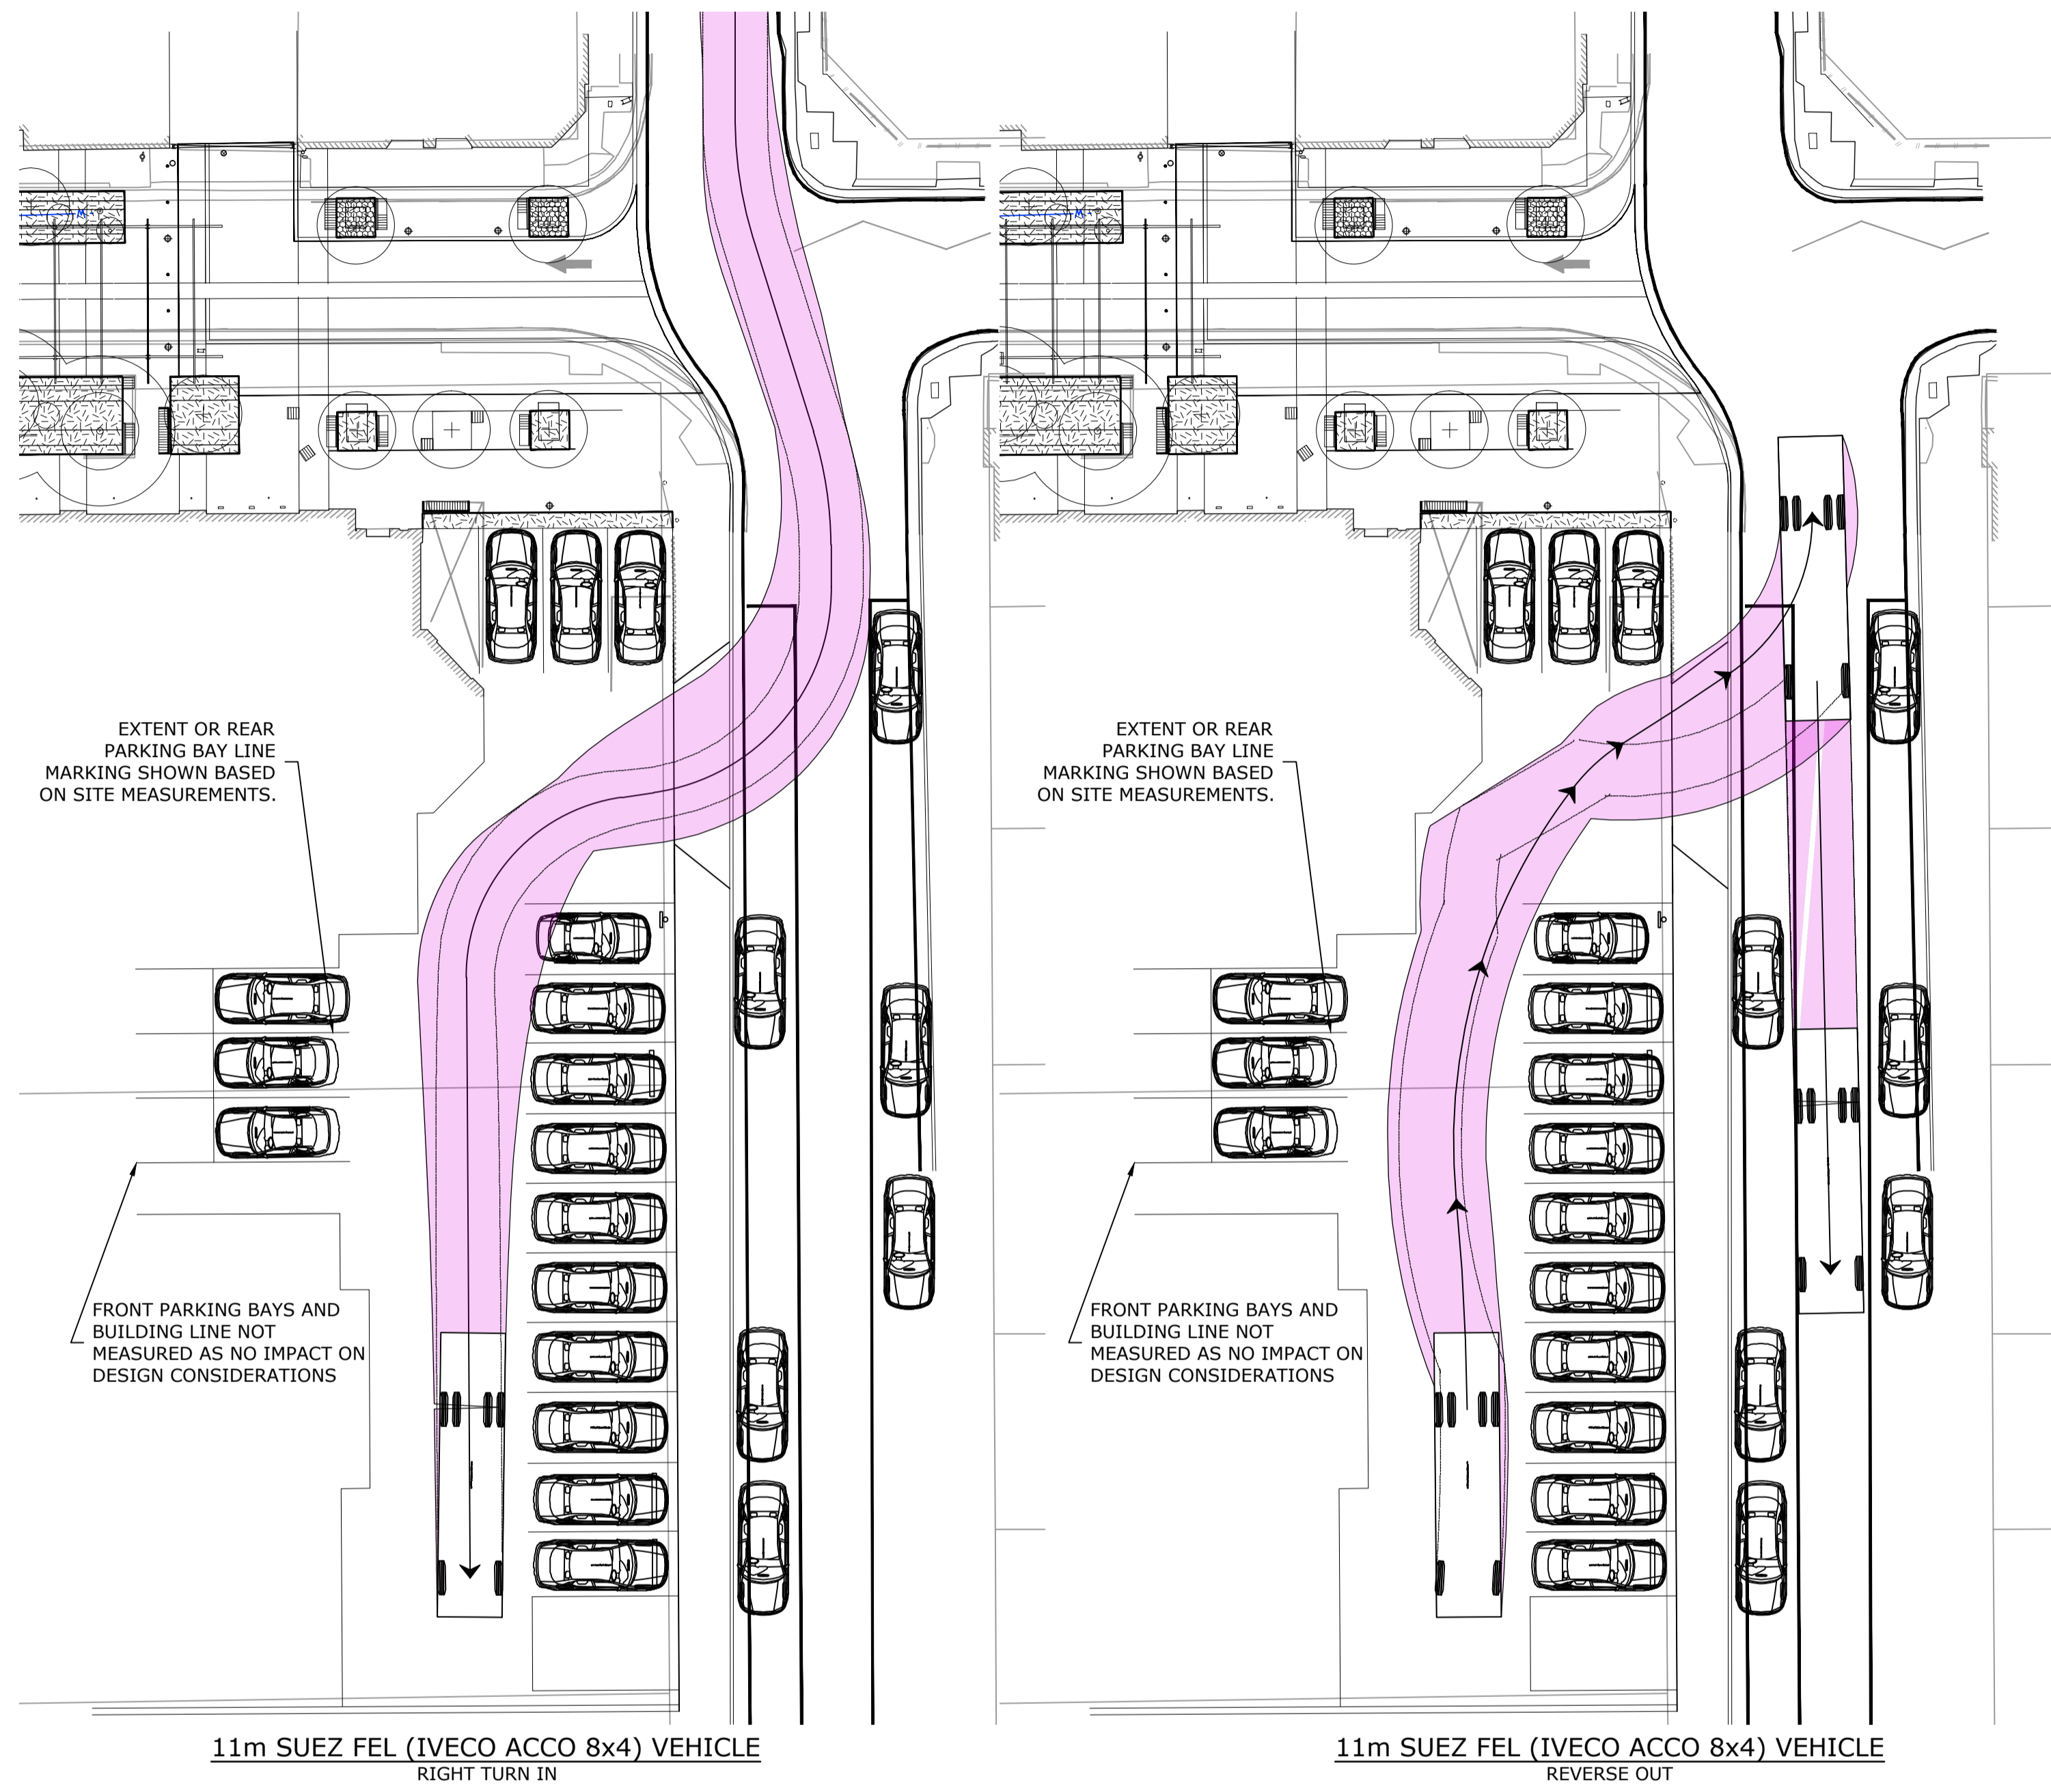 M
EXTENT OR REAR
PARKING BAY LINE
MARKING SHOWN BASED
ON SITE MEASUREMENTS.
FRONT PARKING BAYS AND
BUILDING LINE NOT
MEASURED AS NO IMPACT ON
DESIGN CONSIDERATIONS
11m SUEZ FEL (IVECO ACCO 8x4) VEHICLE
RIGHT TURN IN
M
EXTENT OR REAR
PARKING BAY LINE
MARKING SHOWN BASED
ON SITE MEASUREMENTS.
FRONT PARKING BAYS AND
BUILDING LINE NOT
MEASURED AS NO IMPACT ON
DESIGN CONSIDERATIONS
11m SUEZ FEL (IVECO ACCO 8x4) VEHICLE
REVERSE OUT